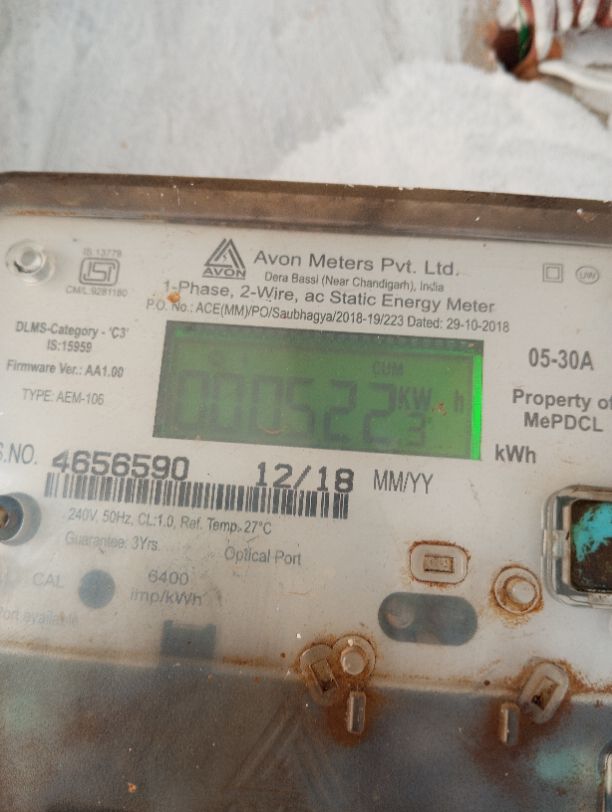 IS:13779
ISI
CM/L:9281180
AVON
Avon Meters Pvt. Ltd.
Dera Bassi (Near Chandigarh), India
1-Phase, 2-Wire, ac Static Energy Meter
P.O. No.: ACE(MM)/PO/Saubhagya/2018-19/223 Dated: 29-10-2018
DLMS-Category - 'C3'
IS:15959
Firmware Ver.: AA1.00
TYPE: AEM-106
05-30A
Property of
MePDCL
CUM
000522 KW h
3
kWh
S.NO. 4656590 12/18 MM/YY
240V, 50Hz, CL:1.0, Ref. Temp. 27°C
Guarantee: 3Yrs.
Optical Port
CAL
6400
imp/kWh
Port available